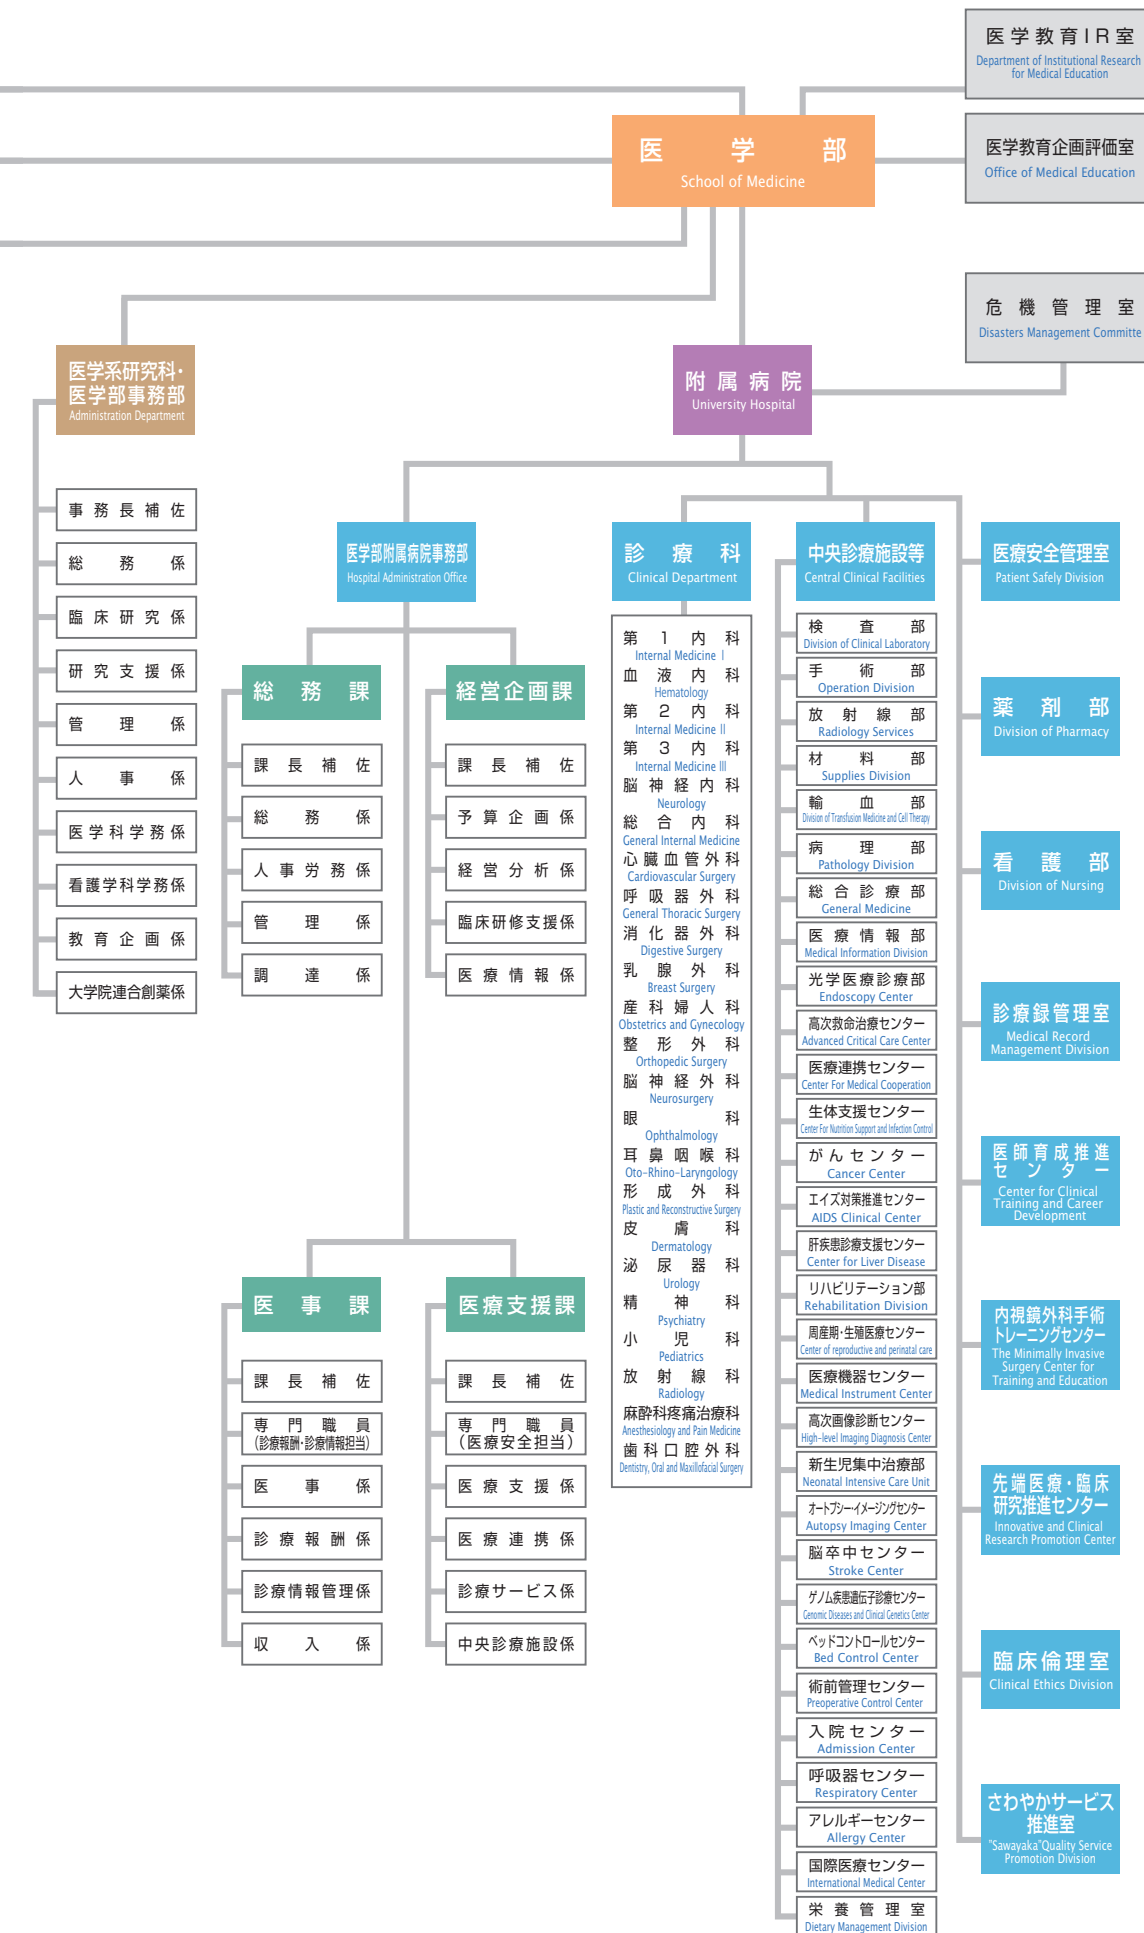 医学教育IR室
Department of Institutional Research
for Medical Education
医学部
School of Medicine
医学教育企画評価室
Office of Medical Education
危機管理室
Disasters Management Committe
医学系研究科・
医学部事務部
Administration Department
事務長補佐
総務係
臨床研究係
研究支援係
管理係
人事係
医学科学務係
看護学科学務係
教育企画係
大学院連合創薬係
附属病院
University Hospital
医学部附属病院事務部
Hospital Administration Office
総務課
課長補佐
総務係
人事労務係
管理係
調達係
経営企画課
課長補佐
予算企画係
経営分析係
臨床研修支援係
医療情報係
医事課
課長補佐
専門職員
(診療報酬・診療情報担当)
医事係
診療報酬係
診療情報管理係
収入係
医療支援課
課長補佐
専門職員
(医療安全担当)
医療支援係
医療連携係
診療サービス係
中央診療施設係
診療科
Clinical Department
第1内科
Internal Medicine Ⅰ
血液内科
Hematology
第2内科
Internal Medicine Ⅱ
第3内科
Internal Medicine Ⅲ
脳神経内科
Neurology
総合内科
General Internal Medicine
心臓血管外科
Cardiovascular Surgery
呼吸器外科
General Thoracic Surgery
消化器外科
Digestive Surgery
乳腺外科
Breast Surgery
産科婦人科
Obstetrics and Gynecology
整形外科
Orthopedic Surgery
脳神経外科
Neurosurgery
眼科
Ophthalmology
耳鼻咽喉科
Oto-Rhino-Laryngology
形成外科
Plastic and Reconstructive Surgery
皮膚科
Dermatology
泌尿器科
Urology
精神科
Psychiatry
小児科
Pediatrics
放射線科
Radiology
麻酔科疼痛治療科
Anesthesiology and Pain Medicine
歯科口腔外科
Dentistry, Oral and Maxillofacial Surgery
中央診療施設等
Central Clinical Facilities
検査部
Division of Clinical Laboratory
手術部
Operation Division
放射線部
Radiology Services
材料部
Supplies Division
輸血部
Division of Transfusion Medicine and Cell Therapy
病理部
Pathology Division
総合診療部
General Medicine
医療情報部
Medical Information Division
光学医療診療部
Endoscopy Center
高次救命治療センター
Advanced Critical Care Center
医療連携センター
Center For Medical Cooperation
生体支援センター
Center For Nutrition Support and Infection Control
がんセンター
Cancer Center
エイズ対策推進センター
AIDS Clinical Center
肝疾患診療支援センター
Center for Liver Disease
リハビリテーション部
Rehabilitation Division
周産期・生殖医療センター
Center of reproductive and perinatal care
医療機器センター
Medical Instrument Center
高次画像診断センター
High-level Imaging Diagnosis Center
新生児集中治療部
Neonatal Intensive Care Unit
オートプシー・イメージングセンター
Autopsy Imaging Center
脳卒中センター
Stroke Center
ゲノム疾患遺伝子診療センター
Genomic Diseases and Clinical Genetics Center
ベッドコントロールセンター
Bed Control Center
術前管理センター
Preoperative Control Center
入院センター
Admission Center
呼吸器センター
Respiratory Center
アレルギーセンター
Allergy Center
国際医療センター
International Medical Center
栄養管理室
Dietary Management Division
医療安全管理室
Patient Safely Division
薬剤部
Division of Pharmacy
看護部
Division of Nursing
診療録管理室
Medical Record
Management Division
医師育成推進
センター
Center for Clinical
Training and Career
Development
内視鏡外科手術
トレーニングセンター
The Minimally Invasive
Surgery Center for
Training and Education
先端医療・臨床
研究推進センター
Innovative and Clinical
Research Promotion Center
臨床倫理室
Clinical Ethics Division
さわやかサービス
推進室
"Sawayaka"Quality Service
Promotion Division